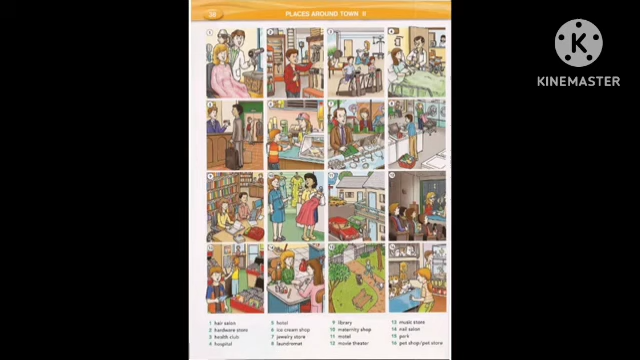 38 PLACES AROUND TOWN II
KINEMASTER
1 hair salon
2 hardware store
3 health club
4 hospital
5 hotel
6 ice cream shop
7 jewelry store
8 laundromat
9 library
10 maternity shop
11 motel
12 movie theater
13 music store
14 nail salon
15 park
16 pet shop/pet store